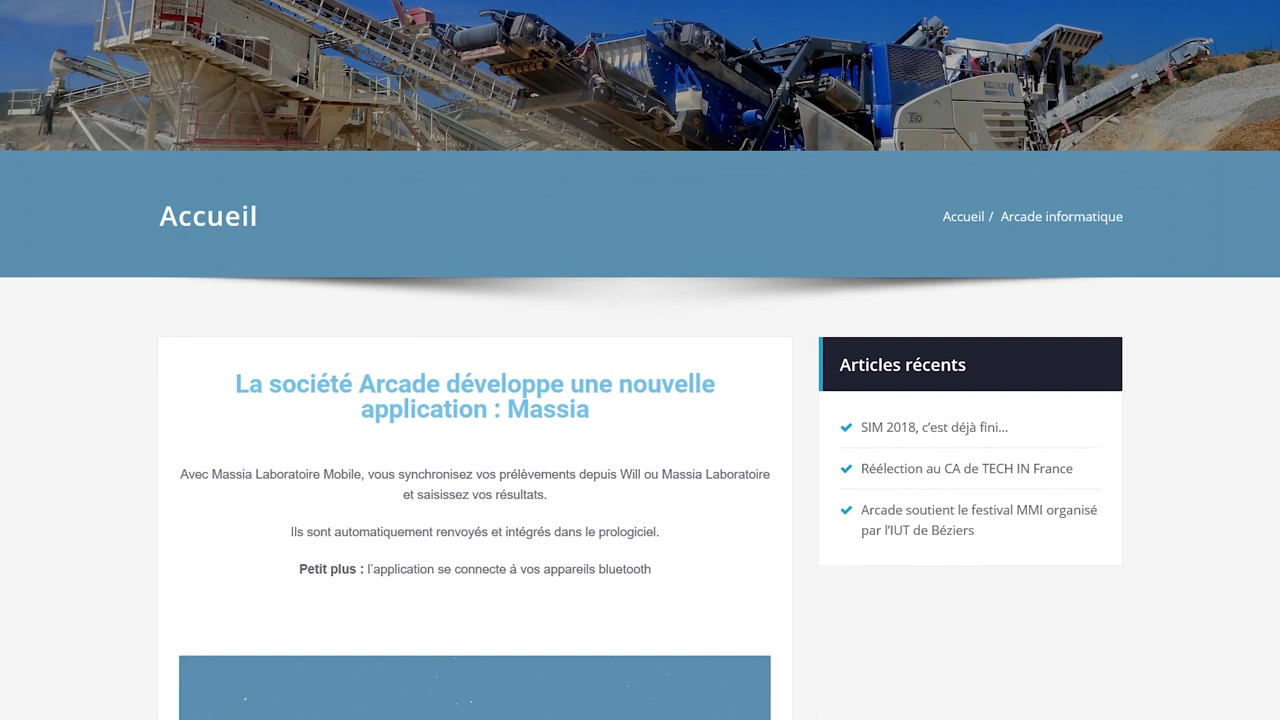 Accueil
Accueil / Arcade informatique
La société Arcade développe une nouvelle
application : Massia
Avec Massia Laboratoire Mobile, vous synchronisez vos prélèvements depuis Will ou Massia Laboratoire
et saisissez vos résultats.
Ils sont automatiquement renvoyés et intégrés dans le prologiciel.
Petit plus : l’application se connecte à vos appareils bluetooth
Articles récents
SIM 2018, c’est déjà fini…
Réélection au CA de TECH IN France
Arcade soutient le festival MMI organisé
par l’IUT de Béziers